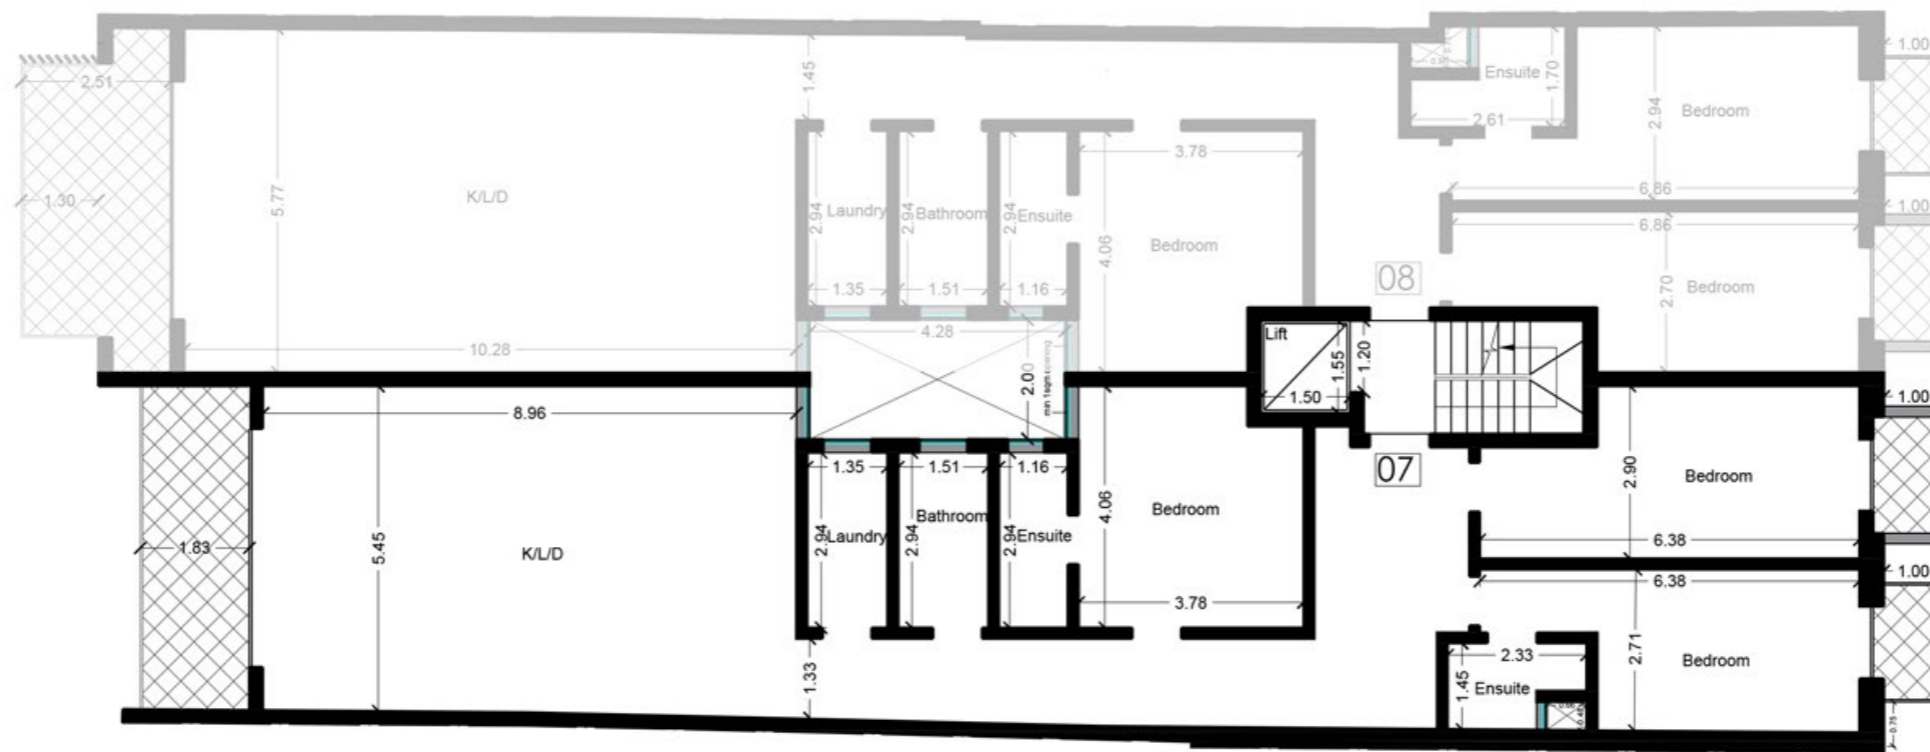 2.51
1.30
5.77
K/L/D
10.28
1.45
2.94
Laundry
1.35
2.94
Bathroom
1.51
2.94
Ensuite
1.16
4.06
Bedroom
3.78
Ensuite
1.70
2.61
2.94
Bedroom
6.86
6.86
2.70
Bedroom
1.00
1.00
08
4.28
2.00
min 1sqm opening
Lift
1.50
1.55
1.20
07
1.83
8.96
5.45
K/L/D
1.35
2.94
Laundry
1.51
2.94
Bathroom
1.16
2.94
Ensuite
1.33
4.06
Bedroom
3.78
2.90
Bedroom
6.38
6.38
2.71
Bedroom
2.33
1.45
Ensuite
1.00
1.00
0.75